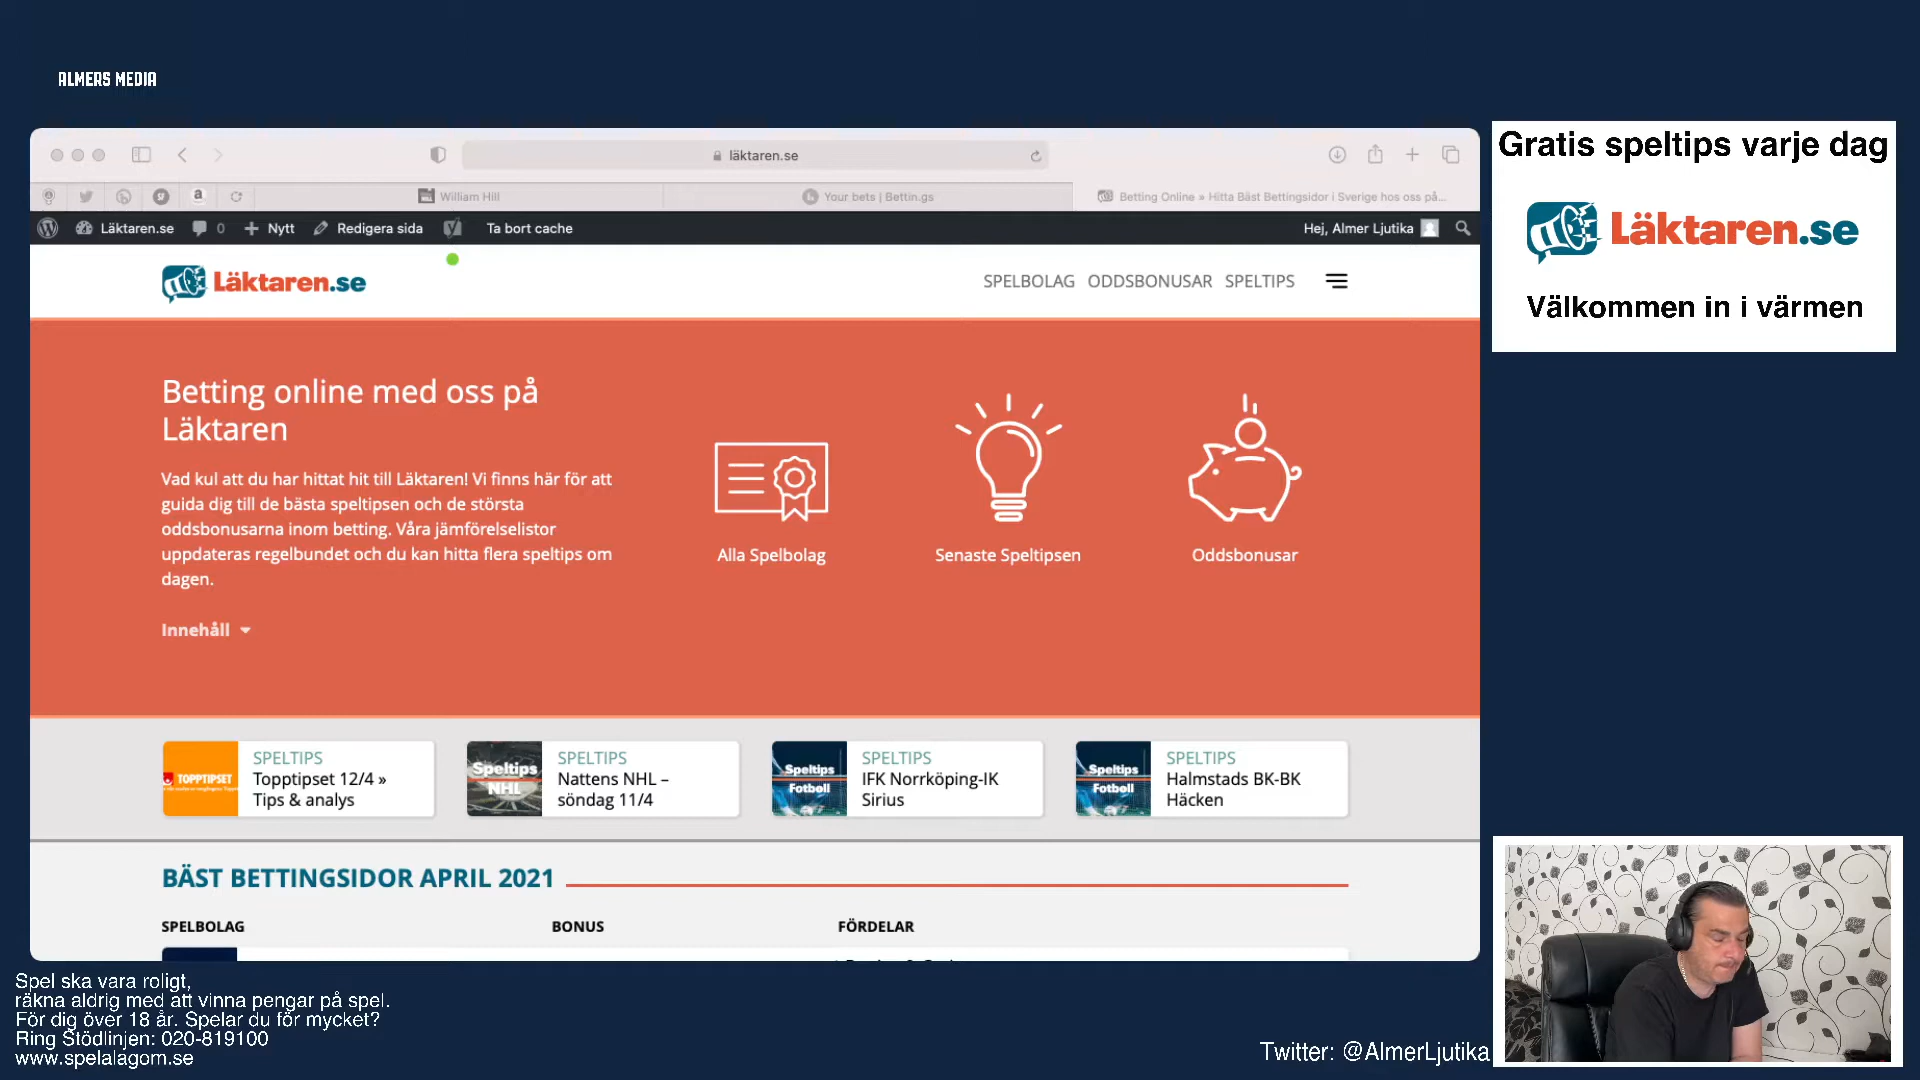 ALMERS MEDIA
läktaren.se
a
William Hill
Your bets | Bettin.gs
Betting Online » Hitta Bäst Bettingsidor i Sverige hos oss på...
Läktaren.se 0 Nytt Redigera sida Ta bort cache
Hej, Almer Ljutika
Läktaren.se
SPELBOLAG ODDSBONUSAR SPELTIPS
Betting online med oss på
Läktaren
Vad kul att du har hittat hit till Läktaren! Vi finns här för att
guida dig till de bästa speltipsen och de största
oddsbonusarna inom betting. Våra jämförelselistor
uppdateras regelbundet och du kan hitta flera speltips om
dagen.
Innehåll
Alla Spelbolag
Senaste Speltipsen
Oddsbonusar
TOPPTIPSET
SPELTIPS
Topptipset 12/4 »
Tips & analys
Speltips
NHL
SPELTIPS
Nattens NHL –
söndag 11/4
Speltips
Fotboll
SPELTIPS
IFK Norrköping-IK
Sirius
Speltips
Fotboll
SPELTIPS
Halmstads BK-BK
Häcken
BÄST BETTINGSIDOR APRIL 2021
SPELBOLAG BONUS FÖRDELAR
Gratis speltips varje dag
Läktaren.se
Välkommen in i värmen
Spel ska vara roligt,
räkna aldrig med att vinna pengar på spel.
För dig över 18 år. Spelar du för mycket?
Ring Stödlinjen: 020-819100
www.spelalagom.se
Twitter: @AlmerLjutika